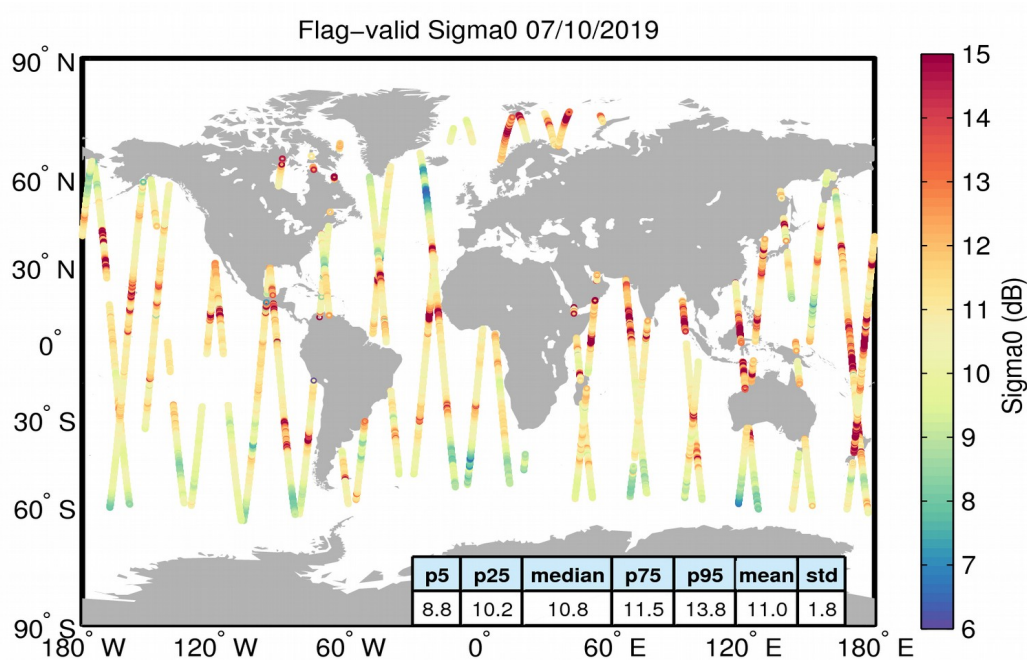 Flag−valid Sigma0 07/10/2019
90° N
60° N
30° N
0°
30° S
60° S
90° S
180° W 120° W 60° W 0° 60° E 120° E 180° E
p5 p25 median p75 p95 mean std
8.8 10.2 10.8 11.5 13.8 11.0 1.8
15
14
13
12
11
10
9
8
7
6
Sigma0 (dB)